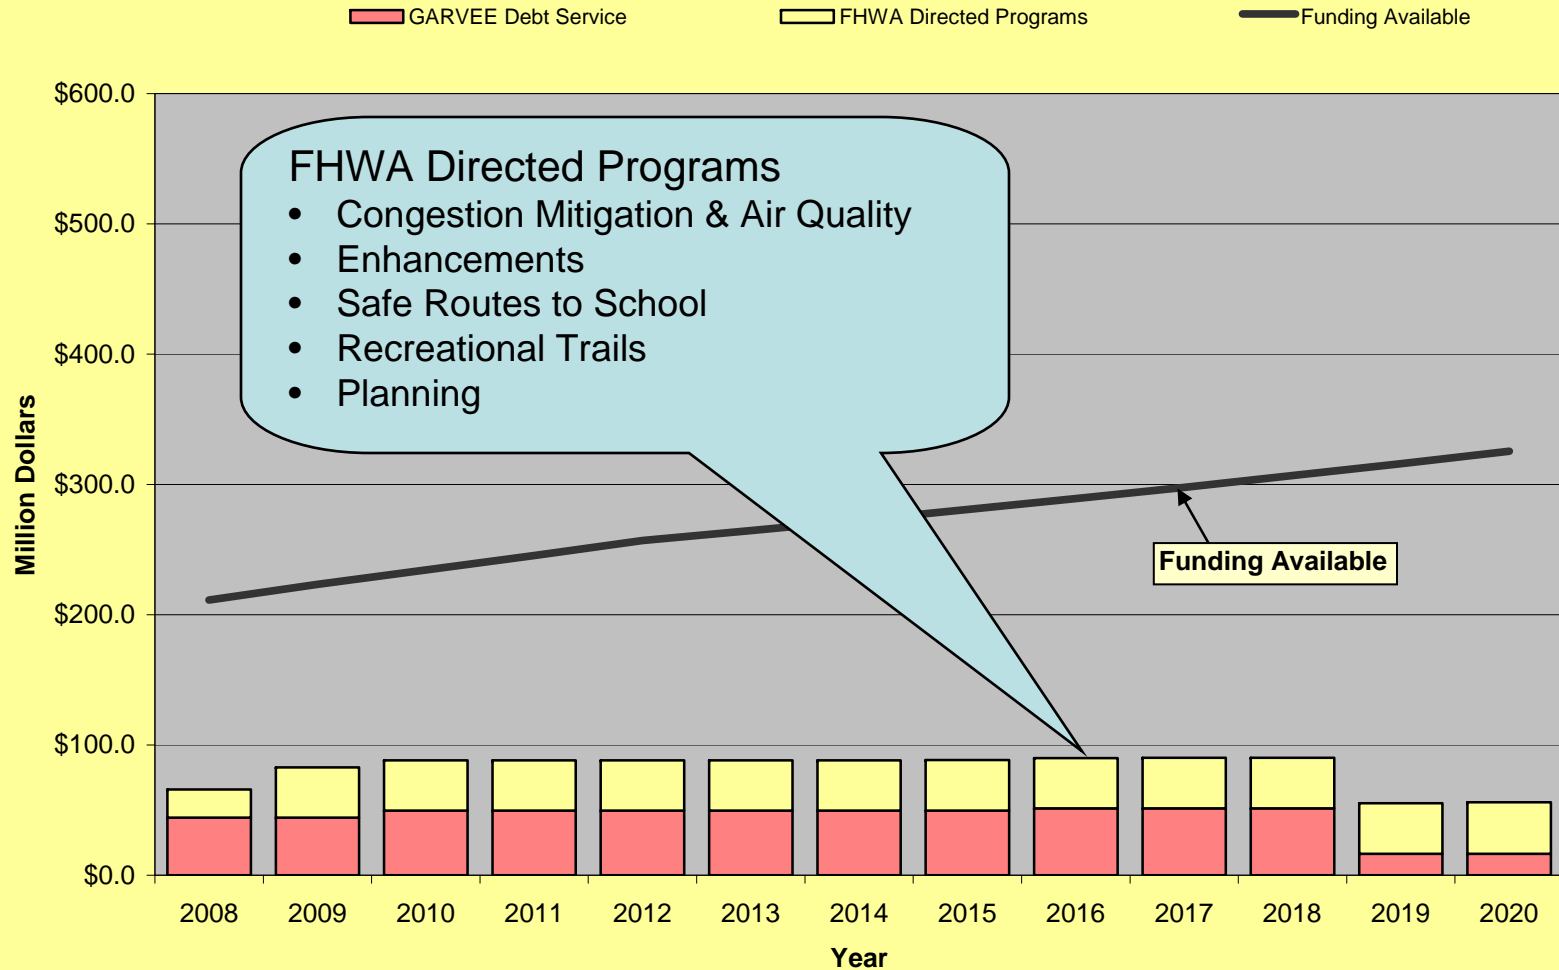 GARVEE Debt Service FHWA Directed Programs Funding Available
$600.0
$500.0
$400.0
$300.0
$200.0
$100.0
$0.0
Million Dollars
FHWA Directed Programs
• Congestion Mitigation & Air Quality
• Enhancements
• Safe Routes to School
• Recreational Trails
• Planning
Funding Available
2008 2009 2010 2011 2012 2013 2014 2015 2016 2017 2018 2019 2020
Year